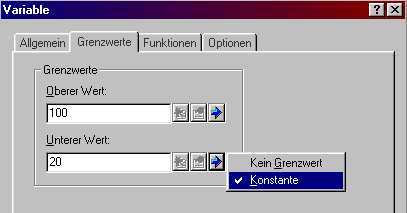 Variable
Allgemein Grenzwerte Funktionen Optionen
Grenzwerte
Oberer Wert:
100
Unterer Wert:
20
Kein Grenzwert
Konstante